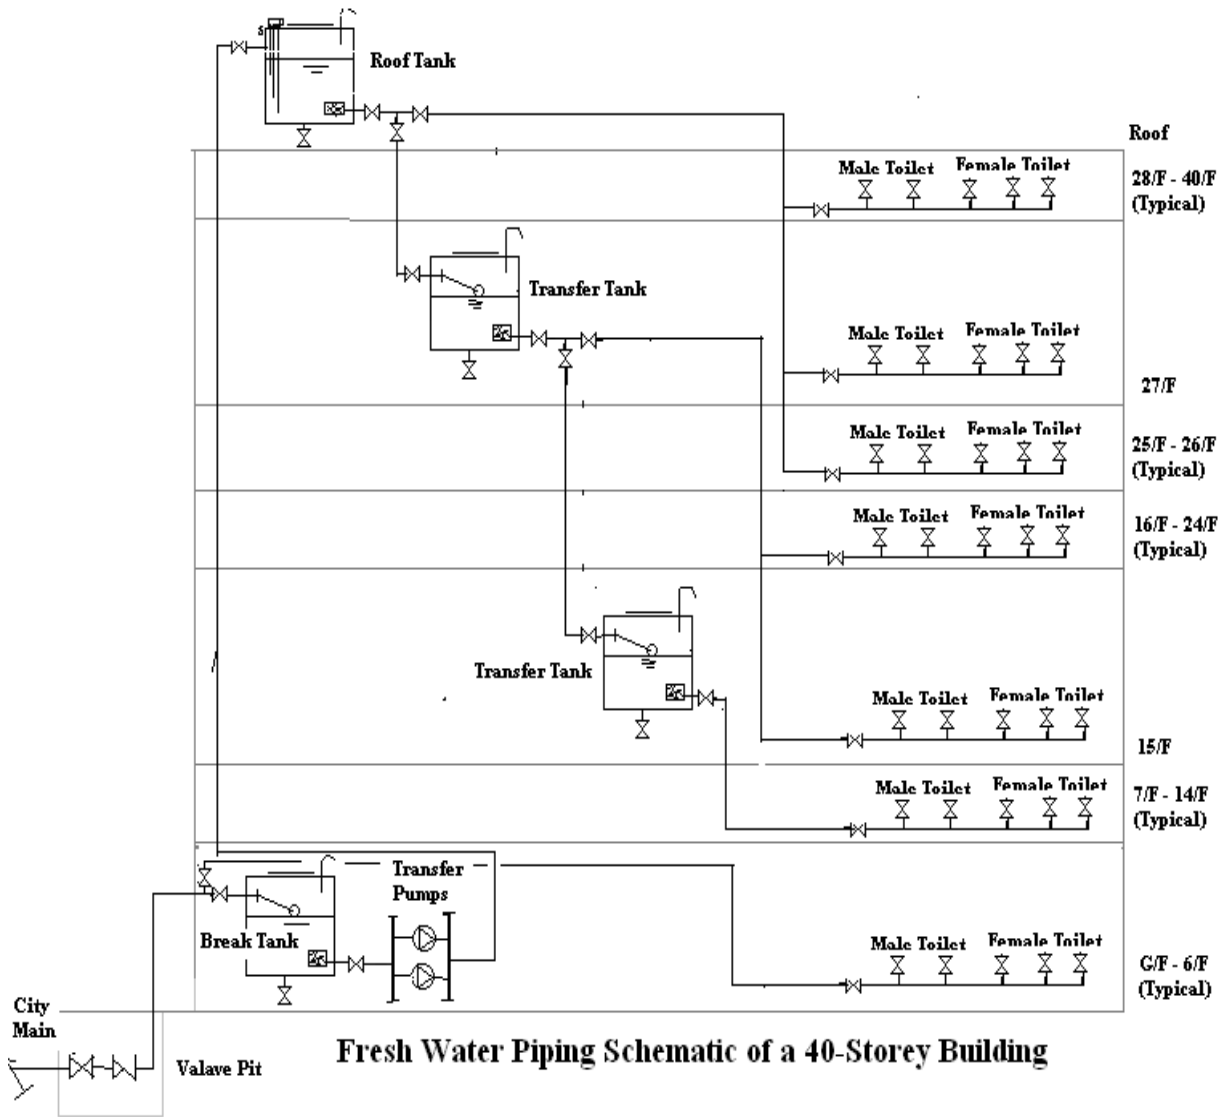 s
Roof Tank
Roof
Male Toilet
Female Toilet
28/F - 40/F
(Typical)
Transfer Tank
Male Toilet
Female Toilet
27/F
Male Toilet
Female Toilet
25/F - 26/F
(Typical)
Male Toilet
Female Toilet
16/F - 24/F
(Typical)
Transfer Tank
Male Toilet
Female Toilet
15/F
Male Toilet
Female Toilet
7/F - 14/F
(Typical)
Transfer
Pumps
Break Tank
Male Toilet
Female Toilet
G/F - 6/F
(Typical)
City
Main
Valave Pit
Fresh Water Piping Schematic of a 40-Storey Building